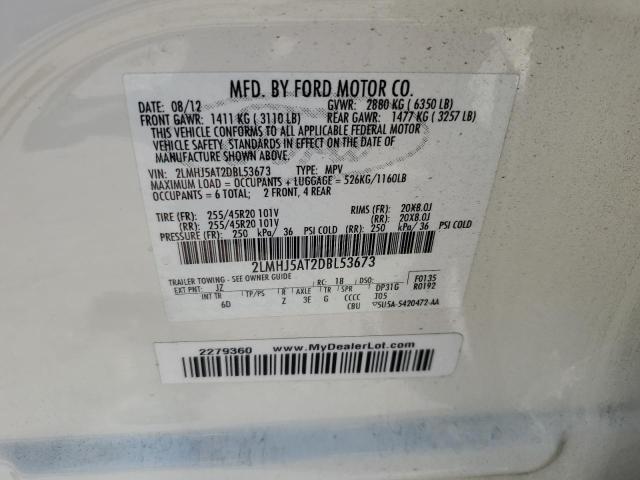 MFD. BY FORD MOTOR CO.
DATE: 08/12 GVWR: 2880 KG ( 6350 LB)
FRONT GAWR: 1411 KG ( 3110 LB) REAR GAWR: 1477 KG ( 3257 LB)
THIS VEHICLE CONFORMS TO ALL APPLICABLE FEDERAL MOTOR
VEHICLE SAFETY STANDARDS IN EFFECT ON THE DATE OF
MANUFACTURE SHOWN ABOVE.
VIN: 2LMHJ5AT2DBL53673 TYPE: MPV
MAXIMUM LOAD = OCCUPANTS + LUGGAGE = 526KG/1160LB
OCCUPANTS = 6 TOTAL; 2 FRONT, 4 REAR
TIRE (FR): 255/45R20 101V RIMS (FR): 20X8.0J
(RR): 255/45R20 101V (RR): 20X8.0J
PRESSURE (FR): 250 kPa/ 36 PSI COLD (RR): 250 kPa/ 36 PSI COLD
2LMHJ5AT2DBL53673
TRAILER TOWING - SEE OWNER GUIDE RC: 18 DSO: F0135
EXT PNT: JZ R0192
INT TR TP/PS R AXLE TR SPR DP31G
6D Z 3E G CCCC T05
CBU 5U5A-5420472-AA
2279360 www.MyDealerLot.com